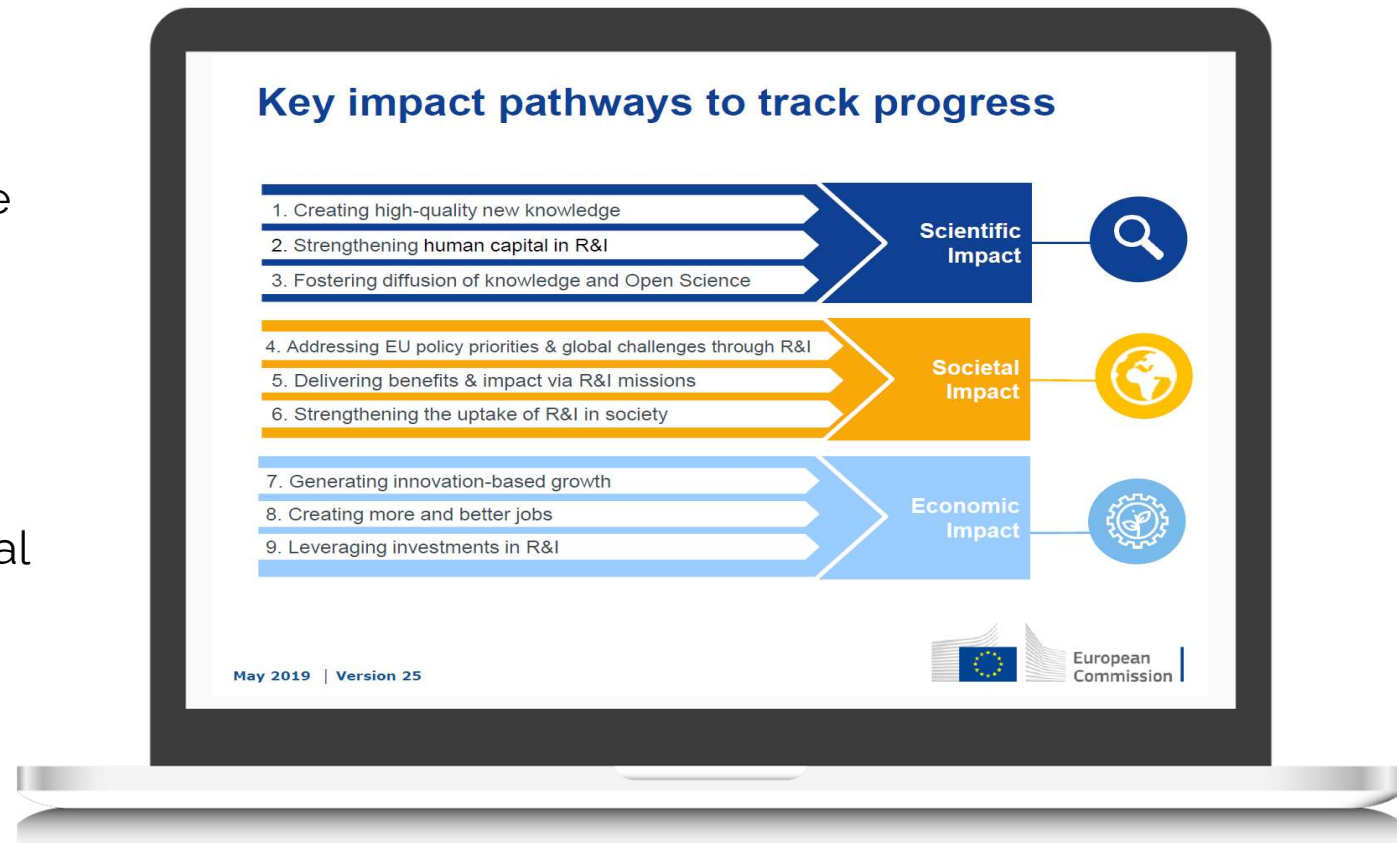 e
al
Key impact pathways to track progress
1. Creating high-quality new knowledge
2. Strengthening human capital in R&I
3. Fostering diffusion of knowledge and Open Science
Scientific
Impact
4. Addressing EU policy priorities & global challenges through R&I
5. Delivering benefits & impact via R&I missions
6. Strengthening the uptake of R&I in society
Societal
Impact
7. Generating innovation-based growth
8. Creating more and better jobs
9. Leveraging investments in R&I
Economic
Impact
May 2019 | Version 25
European
Commission